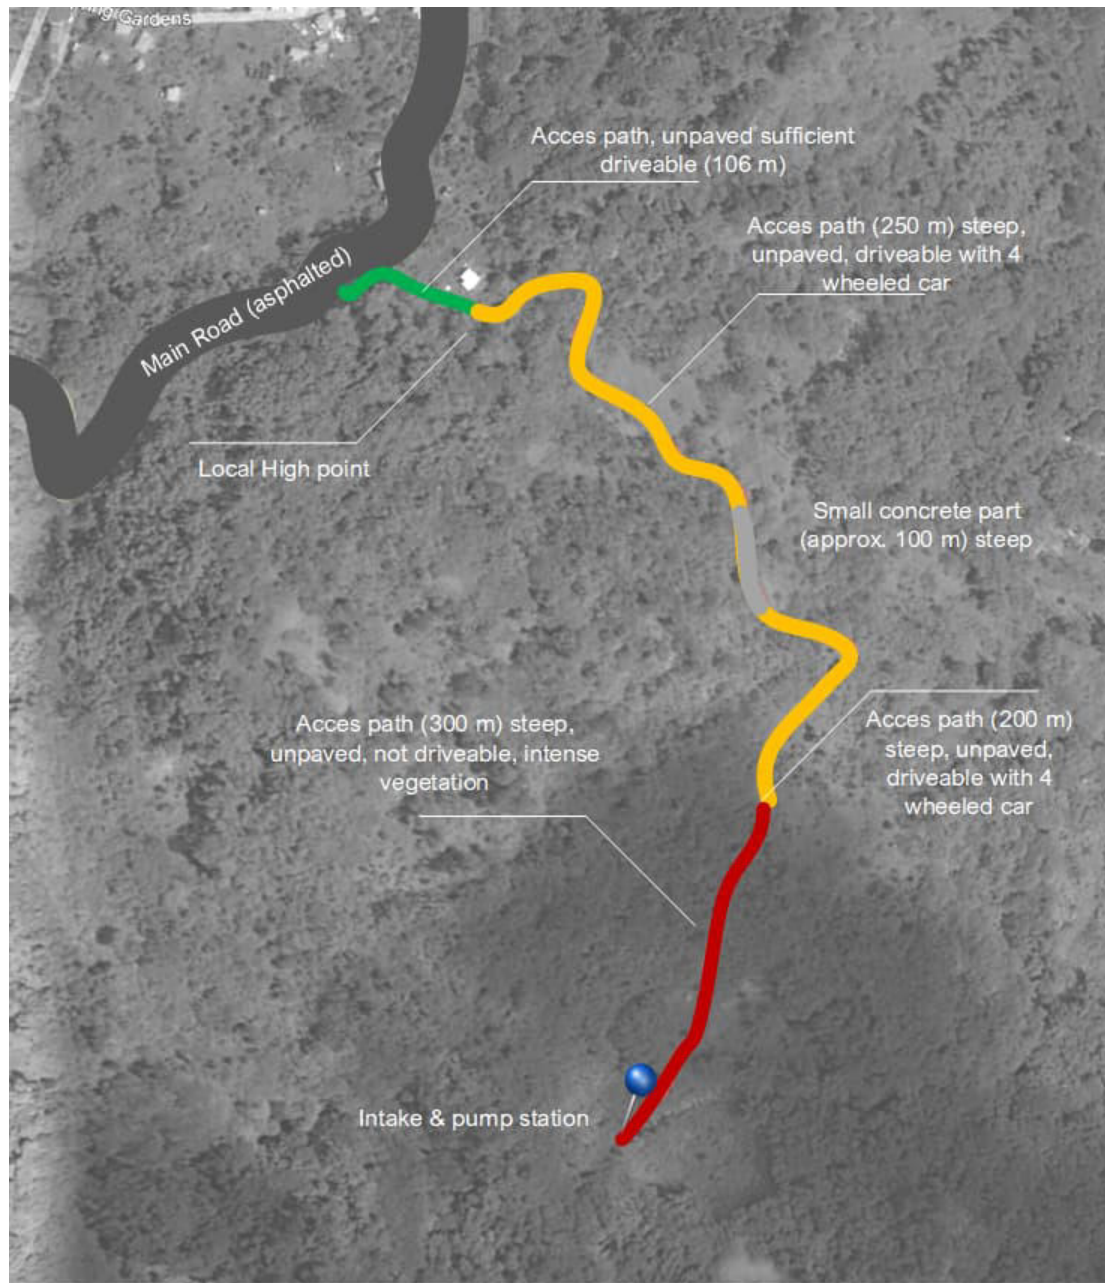 Gardens
Acces path, unpaved sufficient
driveable (106 m)
Acces path (250 m) steep,
unpaved, driveable with 4
wheeled car
Main Road (asphalted)
Local High point
Small concrete part
(approx. 100 m) steep
Acces path (300 m) steep,
unpaved, not driveable, intense
vegetation
Acces path (200 m)
steep, unpaved,
driveable with 4
wheeled car
Intake & pump station